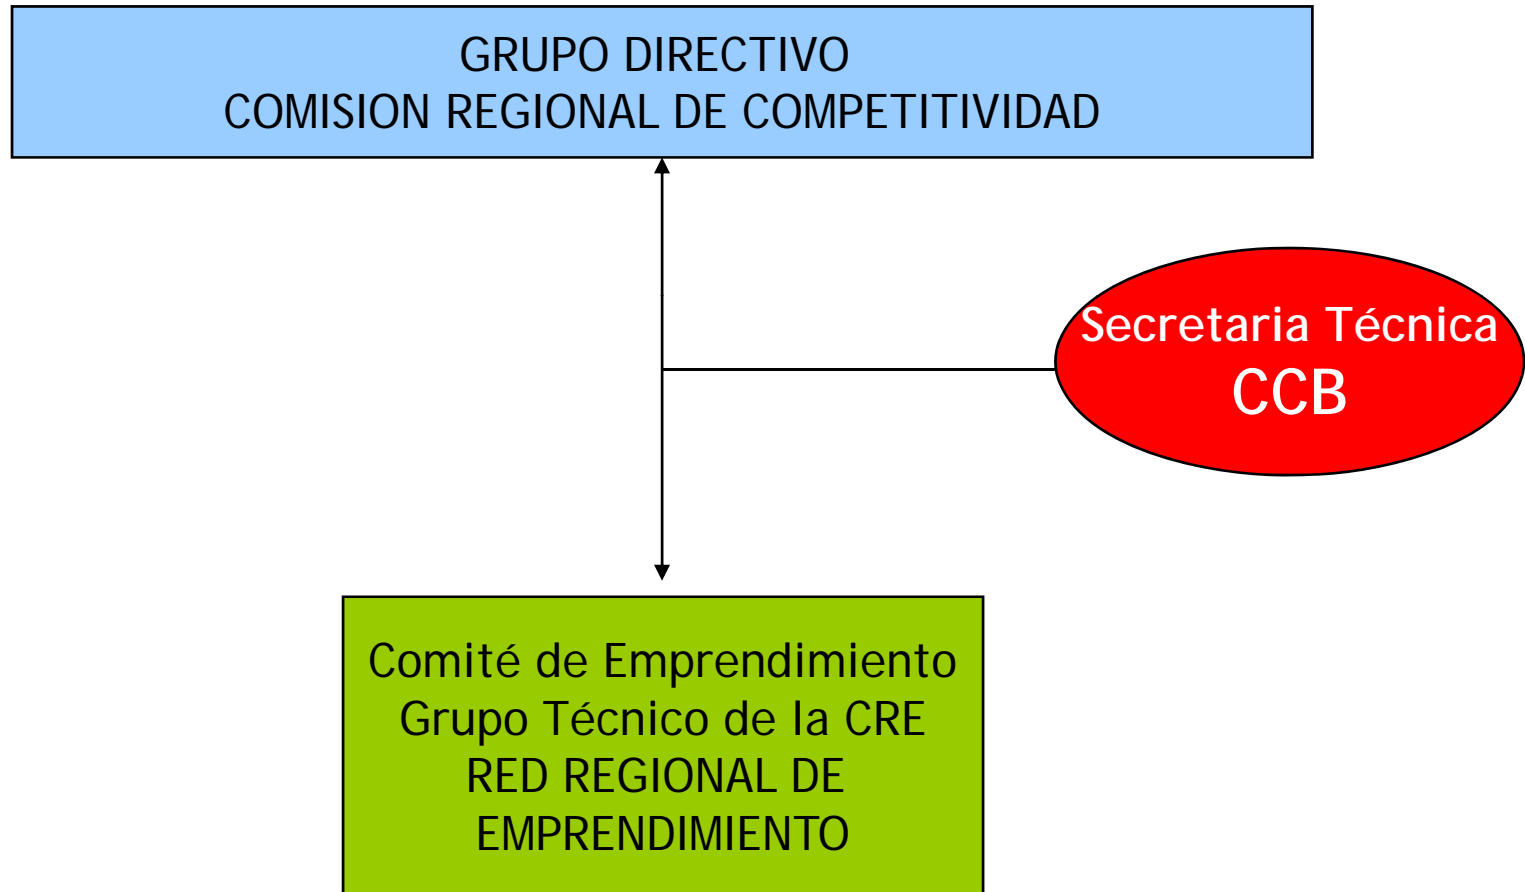 GRUPO DIRECTIVO
COMISION REGIONAL DE COMPETITIVIDAD
Secretaria Técnica
CCB
Comité de Emprendimiento
Grupo Técnico de la CRE
RED REGIONAL DE
EMPRENDIMIENTO